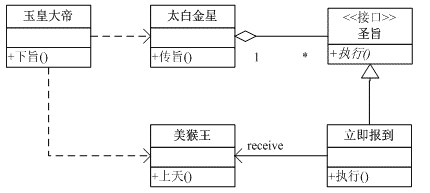 玉皇大帝
+下旨()
太白金星
+传旨()
1
*
<<接口>>
圣旨
+执行()
美猴王
+上天()
receive
立即报到
+执行()